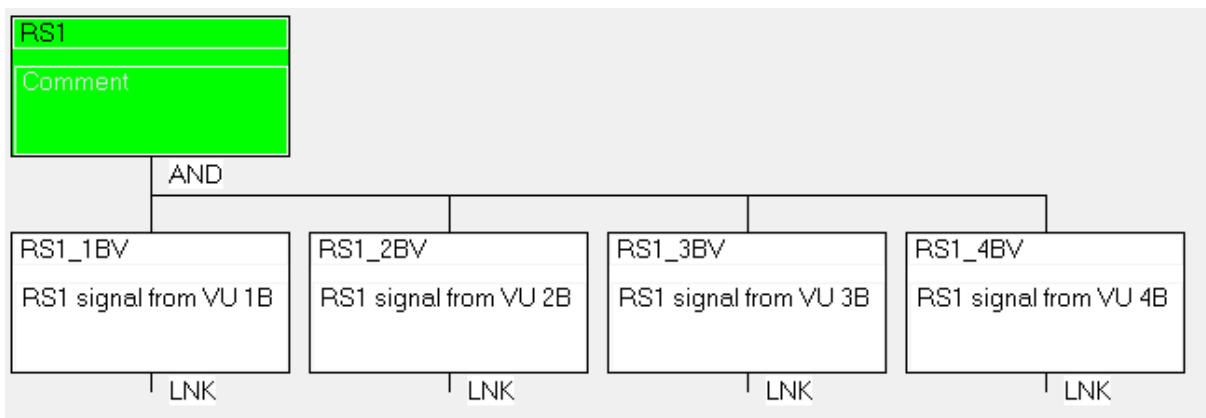 RS1
Comment
AND
RS1_1BV
RS1 signal from VU 1B
LNK
RS1_2BV
RS1 signal from VU 2B
LNK
RS1_3BV
RS1 signal from VU 3B
LNK
RS1_4BV
RS1 signal from VU 4B
LNK